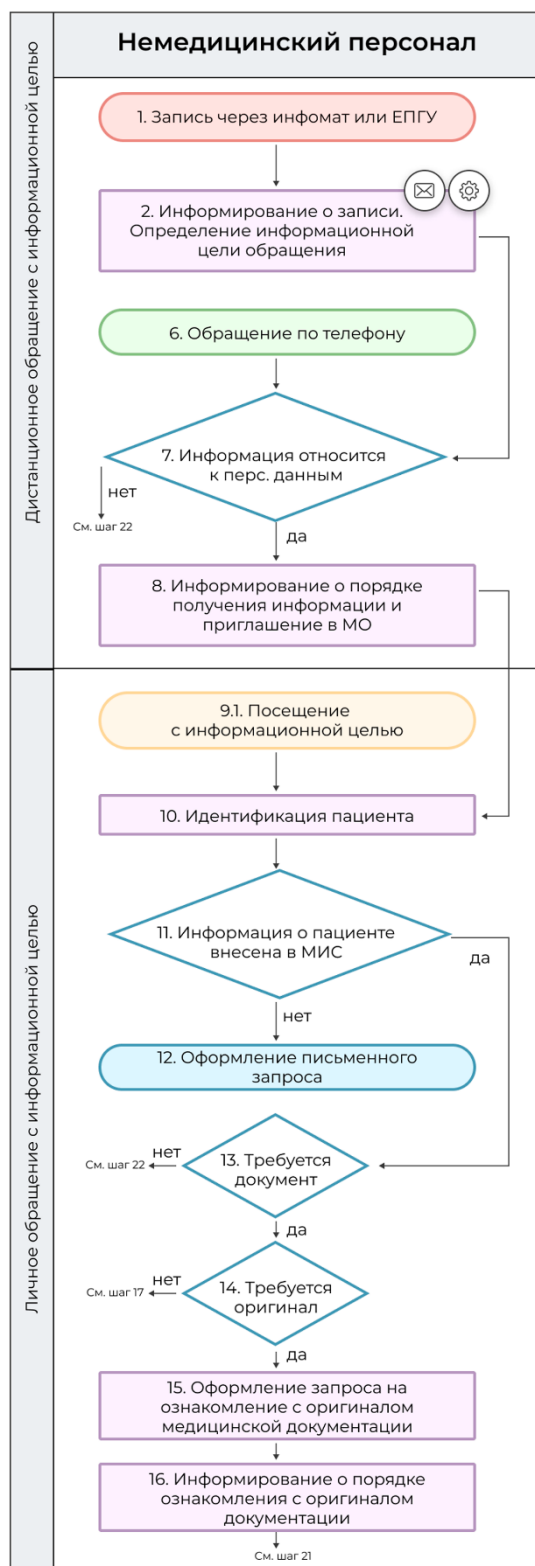 Немедицинский персонал
Дистанционное обращение с информационной целью
1. Запись через инфомат или ЕПГУ
2. Информирование о записи.
Определение информационной
цели обращения
6. Обращение по телефону
7. Информация относится
к перс. данным
нет
См. шаг 22
да
8. Информирование о порядке
получения информации и
приглашение в МО
Личное обращение с информационной целью
9.1. Посещение
с информационной целью
10. Идентификация пациента
11. Информация о пациенте
внесена в МИС
да
нет
12. Оформление письменного
запроса
13. Требуется
документ
нет
См. шаг 22
да
14. Требуется
оригинал
нет
См. шаг 17
да
15. Оформление запроса на
ознакомление с оригиналом
медицинской документации
16. Информирование о порядке
ознакомления с оригиналом
документации
См. шаг 21